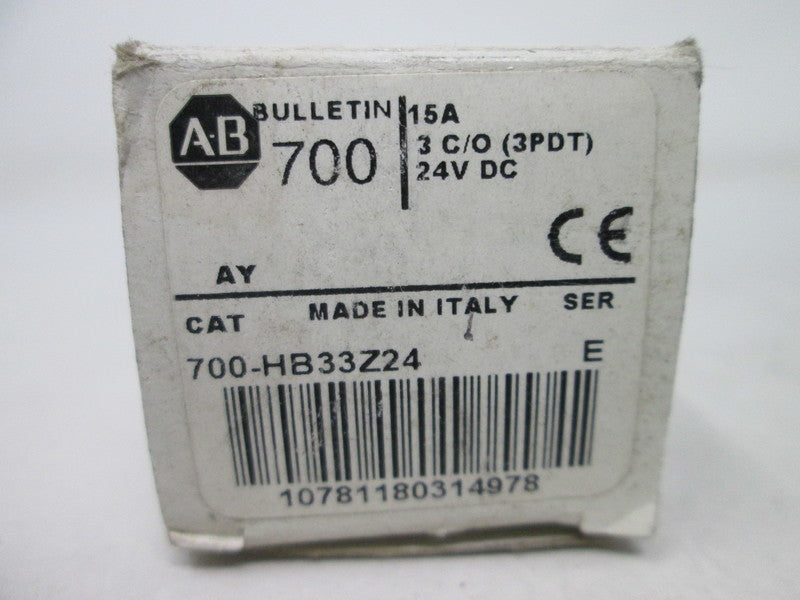 A-B
BULLETIN
700
15A
3 C/O (3PDT)
24V DC
CE
AY
CAT MADE IN ITALY SER
700-HB33Z24 E
10781180314978